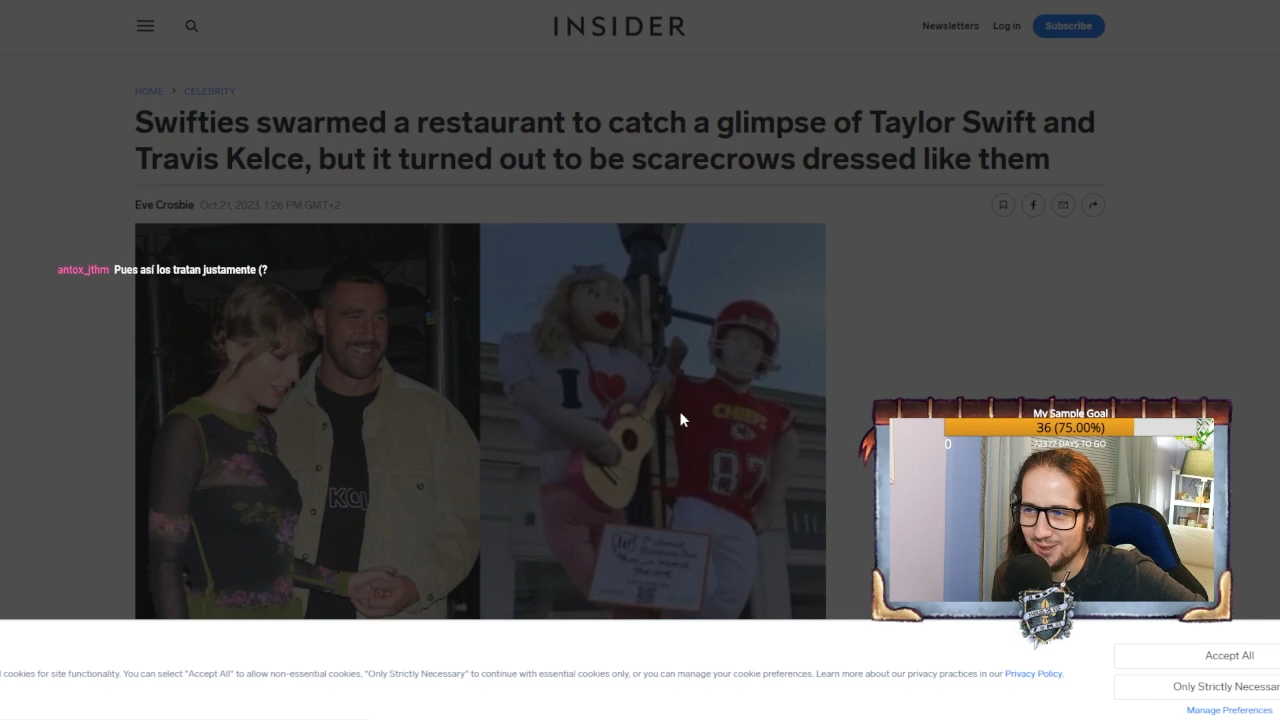 INSIDER
Newsletters
Log in
Subscribe
HOME > CELEBRITY
Swifties swarmed a restaurant to catch a glimpse of Taylor Swift and
Travis Kelce, but it turned out to be scarecrows dressed like them
Eve Crosbie Oct 21, 2023, 1:26 PM GMT+2
antox_jthm Pues así los tratan justamente (?
I
CHIEFS
87
KC
My Sample Goal
36 (75.00%)
0
72377 DAYS TO GO
cookies for site functionality. You can select "Accept All" to allow non-essential cookies, "Only Strictly Necessary" to continue with essential cookies only, or you can manage your cookie preferences. Learn more about our privacy practices in our Privacy Policy.
Accept All
Only Strictly Necessar
Manage Preferences